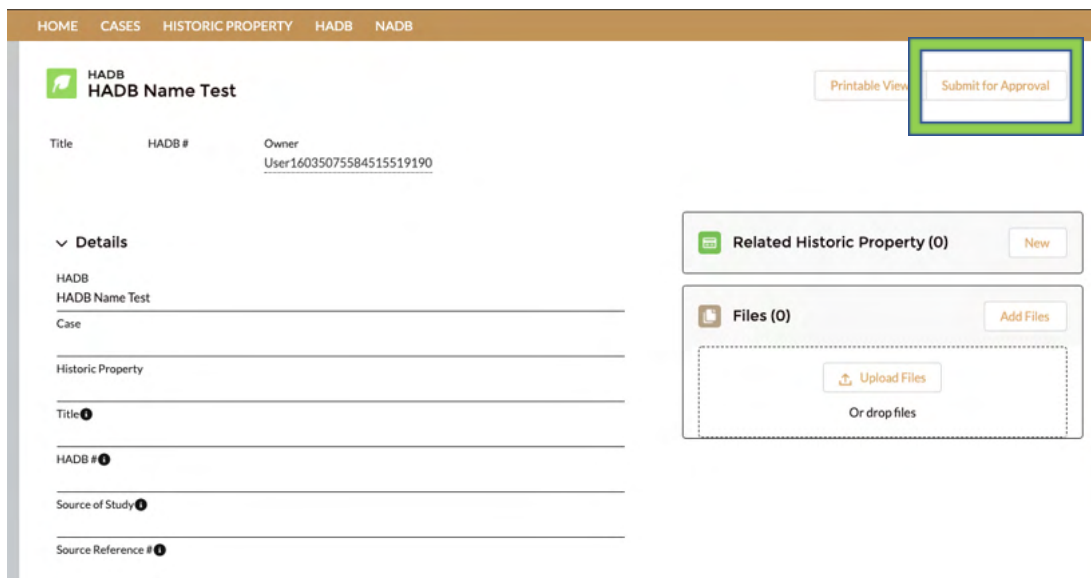 HOME CASES HISTORIC PROPERTY HADB NADB
HADB
HADB Name Test
Printable View Submit for Approval
Title HADB # Owner
User16035075584515519190
Details
HADB
HADB Name Test
Case
Historic Property
Title
HADB #
Source of Study
Source Reference #
Related Historic Property (0) New
Files (0) Add Files
Upload Files
Or drop files